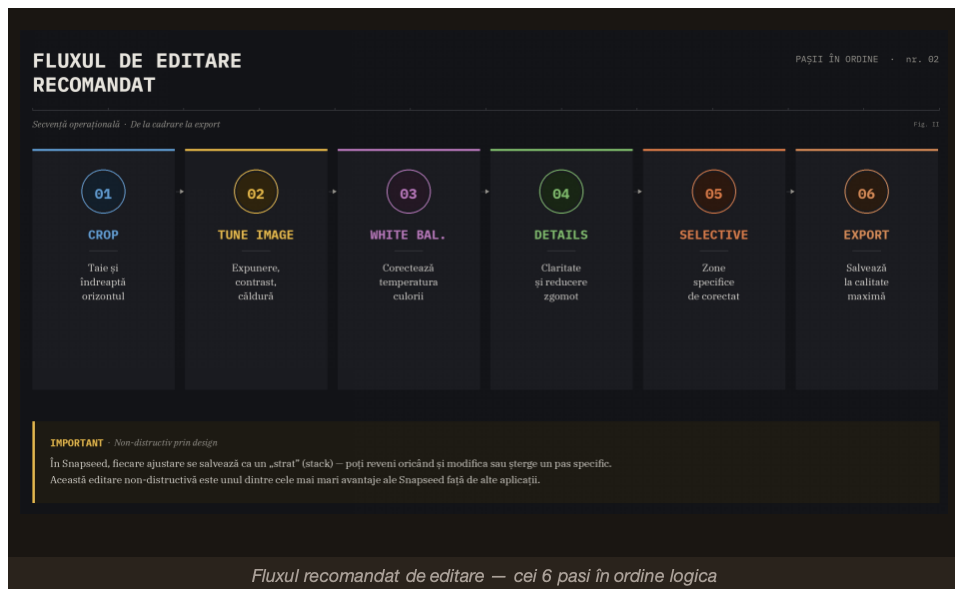 FLUXUL DE EDITARE
RECOMANDAT
PAȘII ÎN ORDINE · nr. 02
Secvență operațională · De la cadrare la export
Fig. II
01
CROP
Taie și
îndreaptă
orizontul
02
TUNE IMAGE
Expunere,
contrast,
căldură
03
WHITE BAL.
Corectează
temperatura
culorii
04
DETAILS
Claritate
și reducere
zgomot
05
SELECTIVE
Zone
specifice
de corectat
06
EXPORT
Salvează
la calitate
maximă
IMPORTANT · Non-distructiv prin design
În Snapseed, fiecare ajustare se salvează ca un „strat” (stack) — poți reveni oricând și modifica sau șterge un pas specific.
Această editare non-distructivă este unul dintre cele mai mari avantaje ale Snapseed față de alte aplicații.
Fluxul recomandat de editare — cei 6 pasi în ordine logica